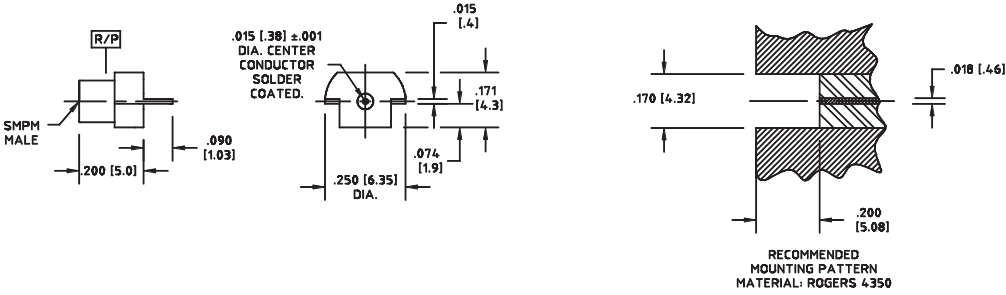 R/P
SMPM
MALE
.200 [5.0]
.090
[1.03]
.015 [.38] ±.001
DIA. CENTER
CONDUCTOR
SOLDER
COATED.
.015
[.4]
.171
[4.3]
.074
[1.9]
.250 [6.35]
DIA.
.170 [4.32]
.018 [.46]
.200
[5.08]
RECOMMENDED
MOUNTING PATTERN
MATERIAL: ROGERS 4350